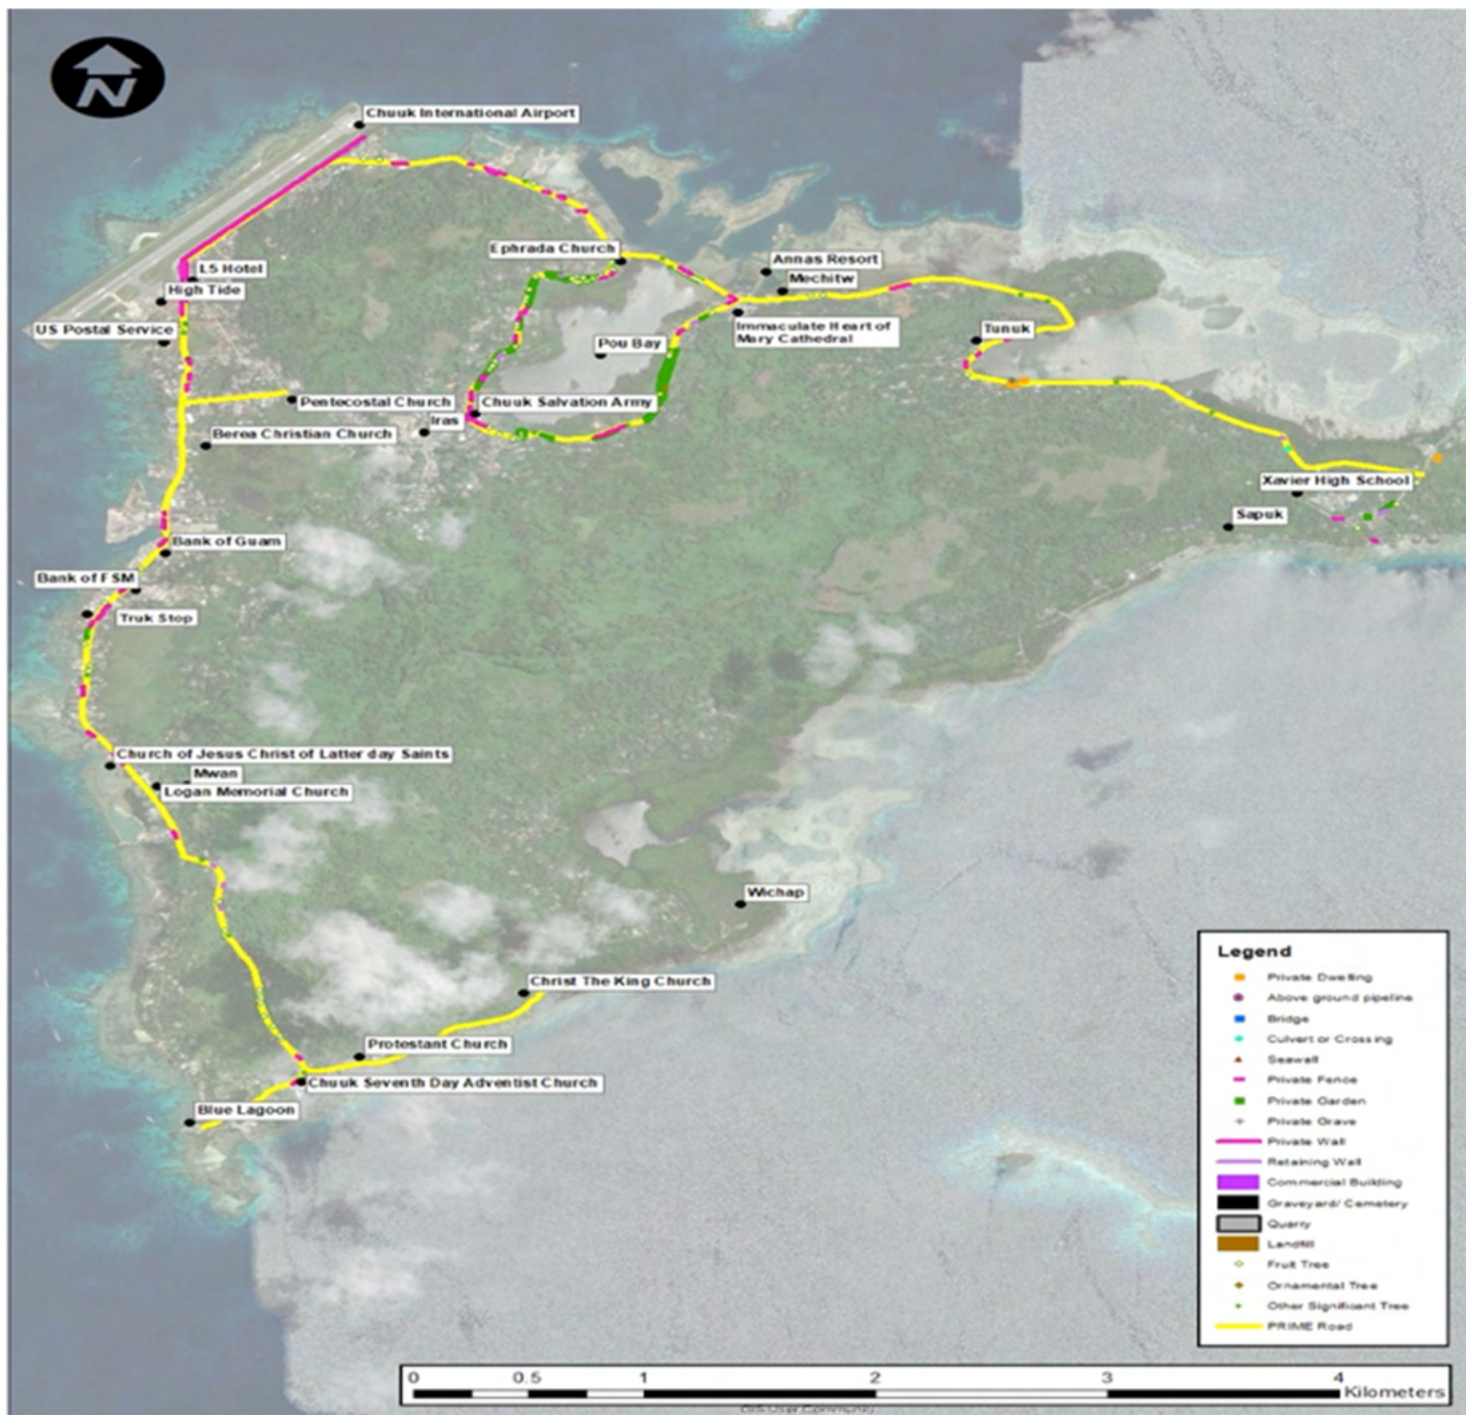 N
Chuuk International Airport
Ephrada Church
Annas Resort
L5 Hotel
Mechitw
High Tide
US Postal Service
Immaculate Heart of
Mary Cathedral
Tunuk
Pou Bay
Pentecostal Church
Chuuk Salvation Army
Iras
Berea Christian Church
Xavier High School
Sapuk
Bank of Guam
Bank of FSM
Truk Stop
Church of Jesus Christ of Latter day Saints
Mwan
Logan Memorial Church
Wichap
Christ The King Church
Protestant Church
Chuuk Seventh Day Adventist Church
Blue Lagoon
Legend
Private Dwelling
Above ground pipeline
Bridge
Culvert or Crossing
Seawall
Private Fence
Private Garden
Private Grave
Private Wall
Retaining Wall
Commercial Building
Graveyard/ Cemetery
Quarry
Landfill
Fruit Tree
Ornamental Tree
Other Significant Tree
PRIME Road
0 0.5 1 2 3 4
Kilometers
GIS User Community